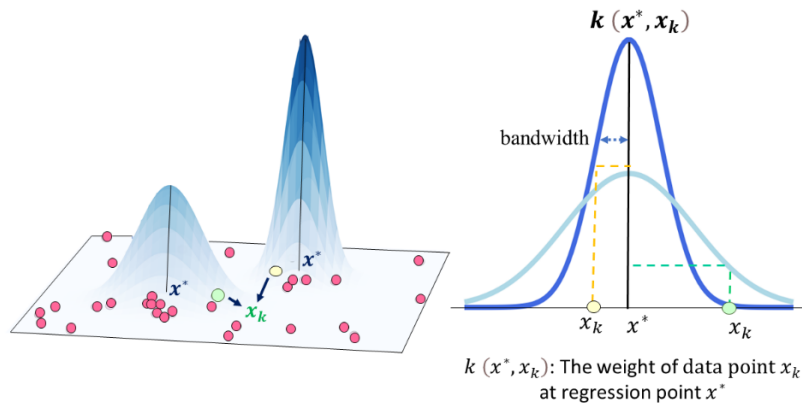 k (x*, xₖ)
bandwidth
x*
x*
xₖ
xₖ
x*
xₖ
k (x*, xₖ): The weight of data point xₖ
at regression point x*